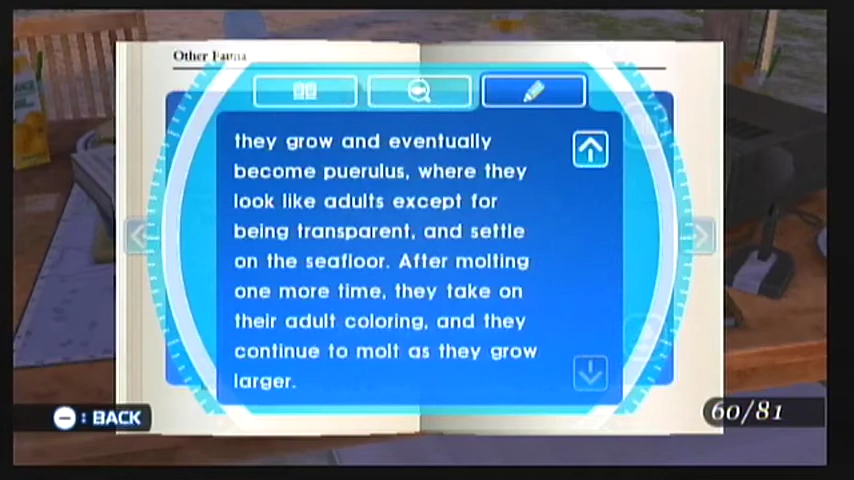 Other Fauna
they grow and eventually
become puerulus, where they
look like adults except for
being transparent, and settle
on the seafloor. After molting
one more time, they take on
their adult coloring, and they
continue to molt as they grow
larger.
: BACK
60/81